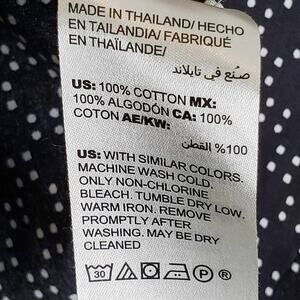 MADE IN THAILAND/ HECHO
EN TAILANDIA/ FABRIQUÉ
EN THAÏLANDE/
صنع في تايلاند
US: 100% COTTON MX:
100% ALGODÓN CA: 100%
COTON AE/KW:
100% القطن
US: WITH SIMILAR COLORS.
MACHINE WASH COLD.
ONLY NON-CHLORINE
BLEACH. TUMBLE DRY LOW.
WARM IRON. REMOVE
PROMPTLY AFTER
WASHING. MAY BE DRY
CLEANED
30 P